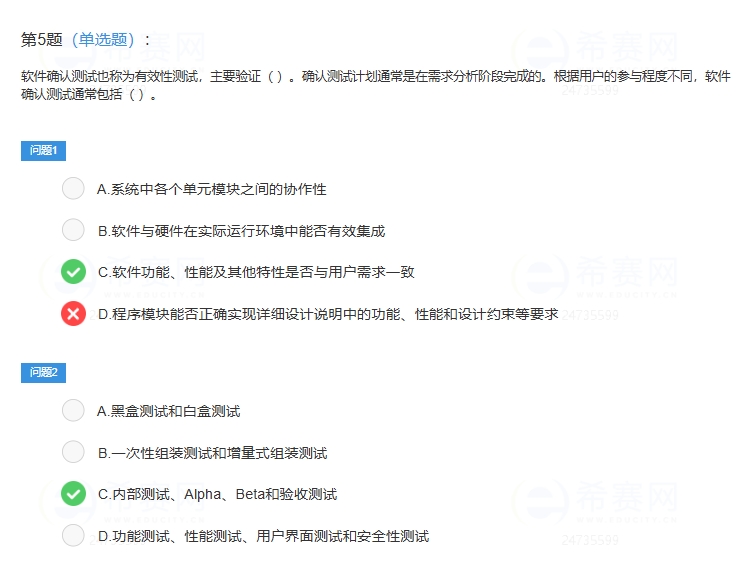 第5题（单选题）：
软件确认测试也称为有效性测试，主要验证（ ）。确认测试计划通常是在需求分析阶段完成的。根据用户的参与程度不同，软件
确认测试通常包括（ ）。
问题1
A.系统中各个单元模块之间的协作性
B.软件与硬件在实际运行环境中能否有效集成
C.软件功能、性能及其他特性是否与用户需求一致
D.程序模块能否正确实现详细设计说明中的功能、性能和设计约束等要求
问题2
A.黑盒测试和白盒测试
B.一次性组装测试和增量式组装测试
C.内部测试、Alpha、Beta和验收测试
D.功能测试、性能测试、用户界面测试和安全性测试
希赛网
24735599